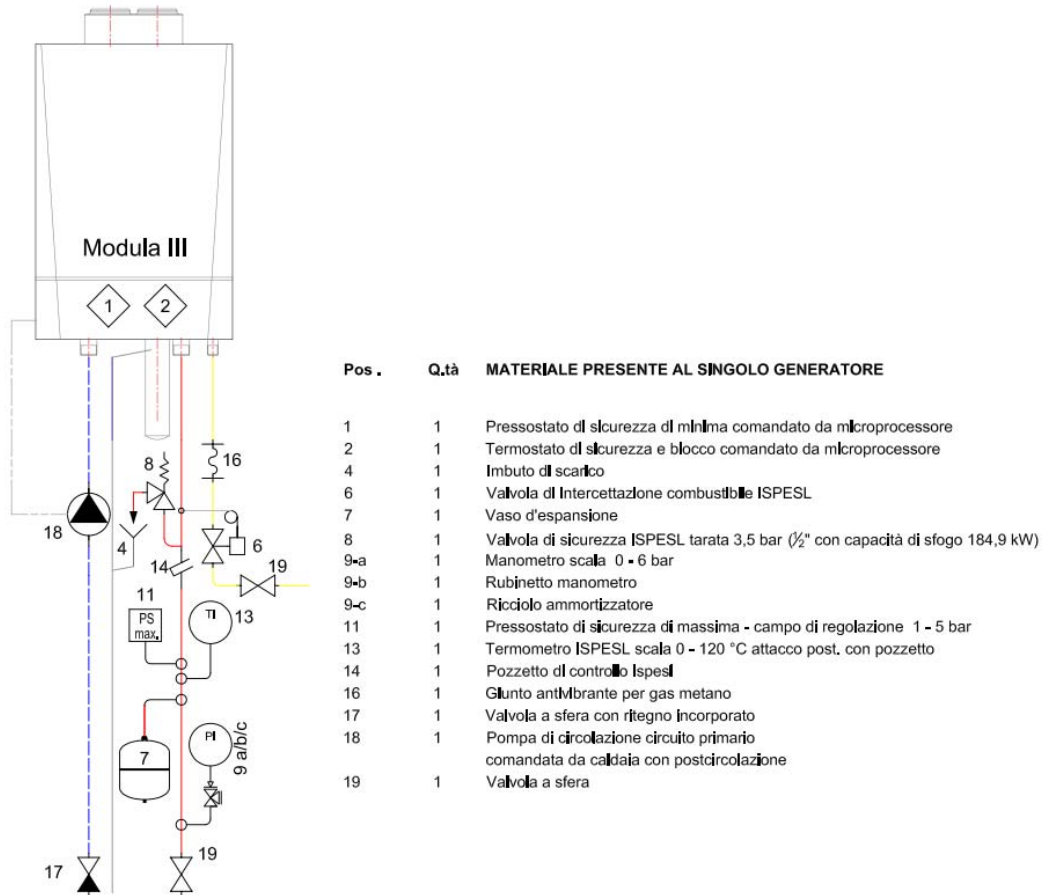 Modula III
1
2
8
16
18
4
6
14
19
11
PS
max.
TI
13
7
PI
9 a/b/c
17
19
Pos . Q.tà MATERIALE PRESENTE AL SINGOLO GENERATORE
1 1 Pressostato di sicurezza di minima comandato da microprocessore
2 1 Termostato di sicurezza e blocco comandato da microprocessore
4 1 Imbuto di scarico
6 1 Valvola di Intercettazione combustibile ISPESL
7 1 Vaso d'espansione
8 1 Valvola di sicurezza ISPESL tarata 3,5 bar (½" con capacità di sfogo 184,9 kW)
9-a 1 Manometro scala 0 - 6 bar
9-b 1 Rubinetto manometro
9-c 1 Ricciolo ammortizzatore
11 1 Pressostato di sicurezza di massima - campo di regolazione 1 - 5 bar
13 1 Termometro ISPESL scala 0 - 120 °C attacco post. con pozzetto
14 1 Pozzetto di controllo Ispesl
16 1 Giunto antivibrante per gas metano
17 1 Valvola a sfera con ritegno incorporato
18 1 Pompa di circolazione circuito primario
comandata da caldaia con postcircolazione
19 1 Valvola a sfera